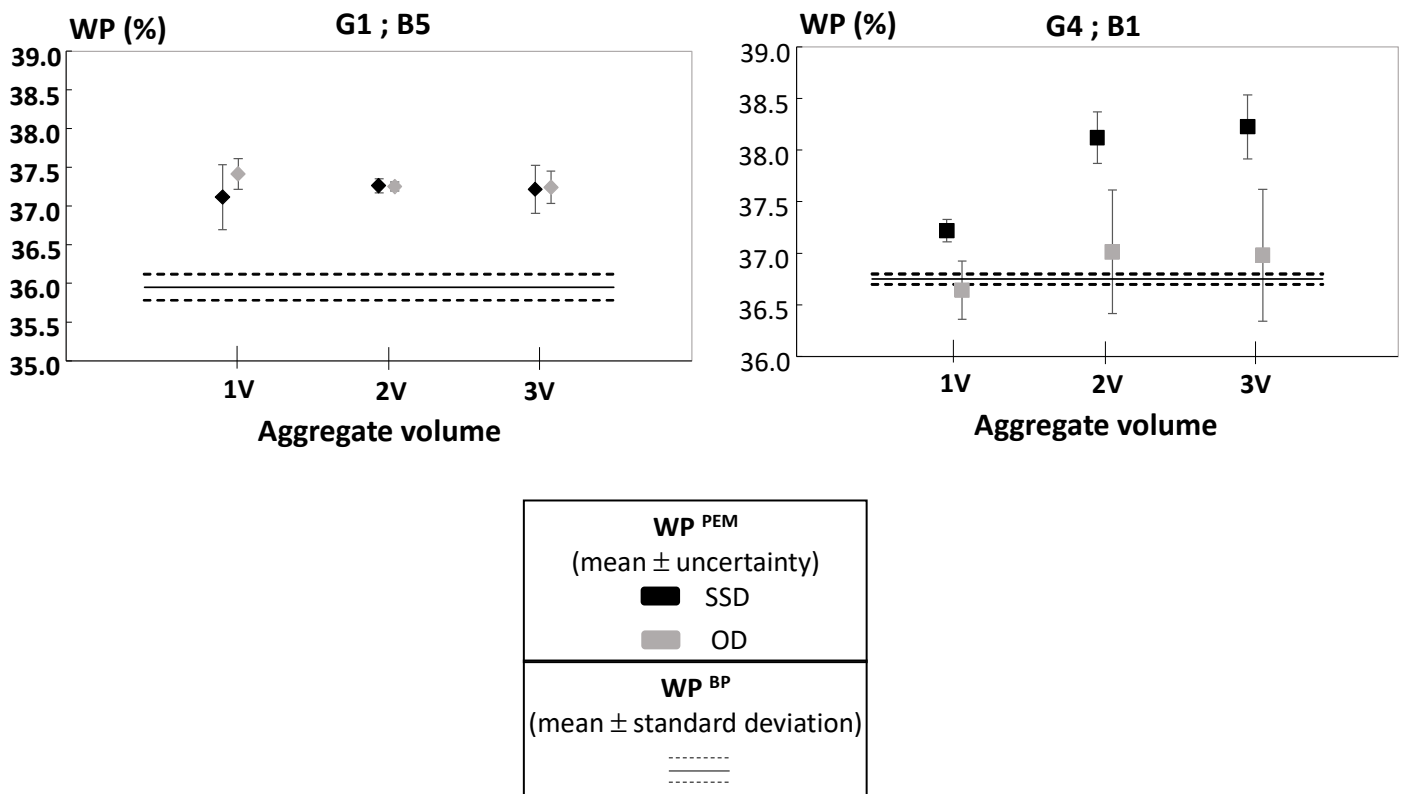 WP (%)
G1 ; B5
39.0
38.5
38.0
37.5
37.0
36.5
36.0
35.5
35.0
1V
2V
3V
Aggregate volume
WP (%)
G4 ; B1
39.0
38.5
38.0
37.5
37.0
36.5
36.0
1V
2V
3V
Aggregate volume
WP PEM
(mean ± uncertainty)
SSD
OD
WP BP
(mean ± standard deviation)